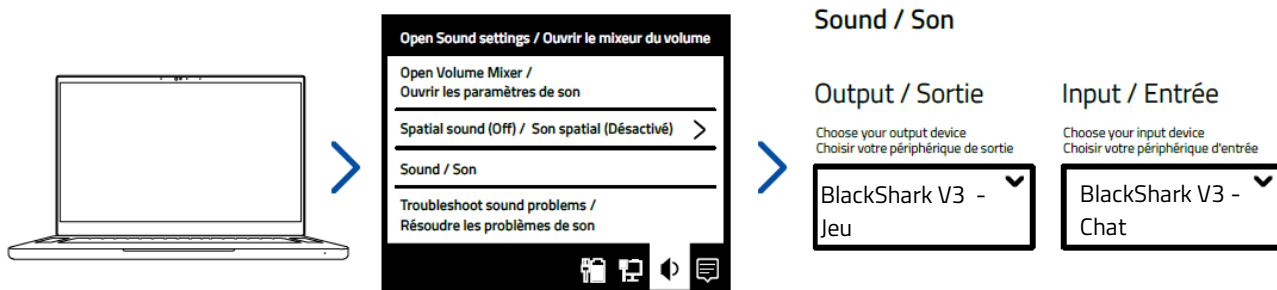 Open Sound settings / Ouvrir le mixeur du volume
Open Volume Mixer /
Ouvrir les paramètres de son
Spatial sound (Off) / Son spatial (Désactivé)
Sound / Son
Troubleshoot sound problems /
Résoudre les problèmes de son
Sound / Son
Output / Sortie
Choose your output device
Choisir votre périphérique de sortie
BlackShark V3 -
Jeu
Input / Entrée
Choose your input device
Choisir votre périphérique d'entrée
BlackShark V3 -
Chat